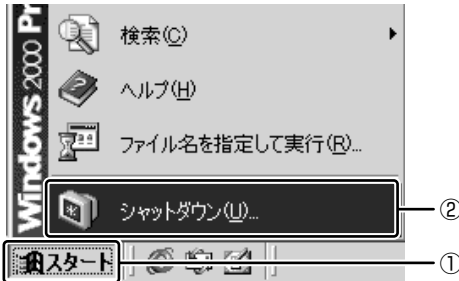 Windows 2000 Pr
検索(C)
ヘルプ(H)
ファイル名を指定して実行(R)...
シャットダウン(U)...
②
スタート
①